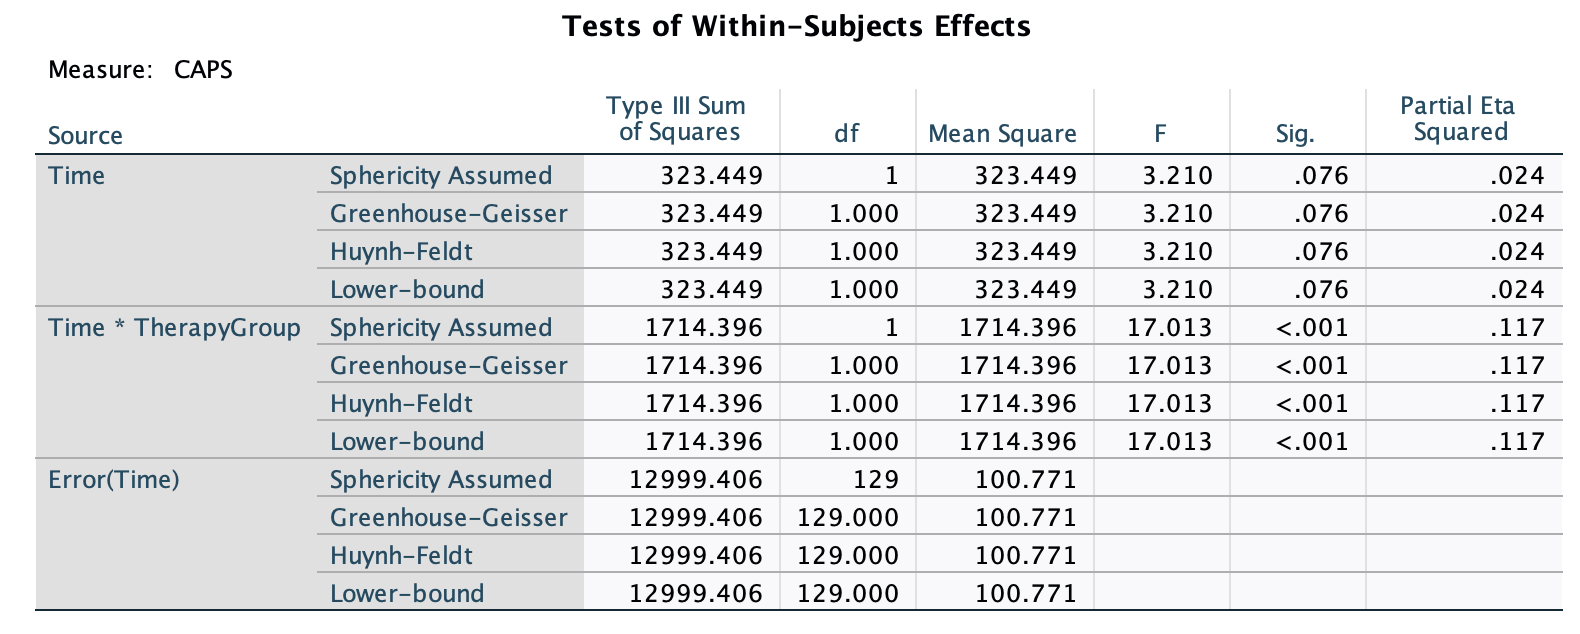 Tests of Within-Subjects Effects
Measure: CAPS
Source Type III Sum of Squares df Mean Square F Sig. Partial Eta Squared
Time Sphericity Assumed 323.449 1 323.449 3.210 .076 .024
Greenhouse-Geisser 323.449 1.000 323.449 3.210 .076 .024
Huynh-Feldt 323.449 1.000 323.449 3.210 .076 .024
Lower-bound 323.449 1.000 323.449 3.210 .076 .024
Time * TherapyGroup Sphericity Assumed 1714.396 1 1714.396 17.013 <.001 .117
Greenhouse-Geisser 1714.396 1.000 1714.396 17.013 <.001 .117
Huynh-Feldt 1714.396 1.000 1714.396 17.013 <.001 .117
Lower-bound 1714.396 1.000 1714.396 17.013 <.001 .117
Error(Time) Sphericity Assumed 12999.406 129 100.771
Greenhouse-Geisser 12999.406 129.000 100.771
Huynh-Feldt 12999.406 129.000 100.771
Lower-bound 12999.406 129.000 100.771